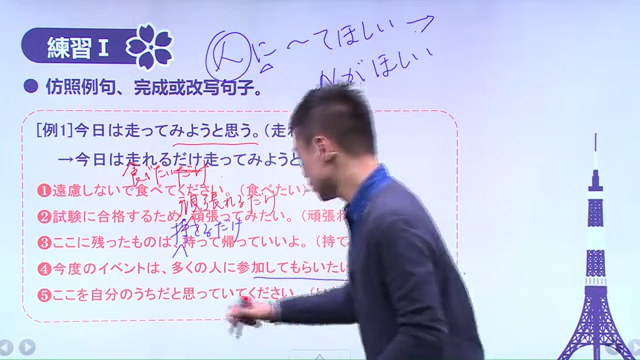 練習 I
人に～てほしい →
Nがほしい
● 仿照例句、完成或改写句子。
[例1]今日は走ってみようと思う。(走れ
→今日は走れるだけ走ってみようと
食べたいだけ
❶遠慮しないで食べてください。(食べたい)
頑張れるだけ
❷試験に合格するため、頑張ってみたい。(頑張れ
持てるだけ
❸ここに残ったものは、持って帰っていいよ。(持て
❹今度のイベントは、多くの人に参加してもらいたい
❺ここを自分のうちだと思っていてください。